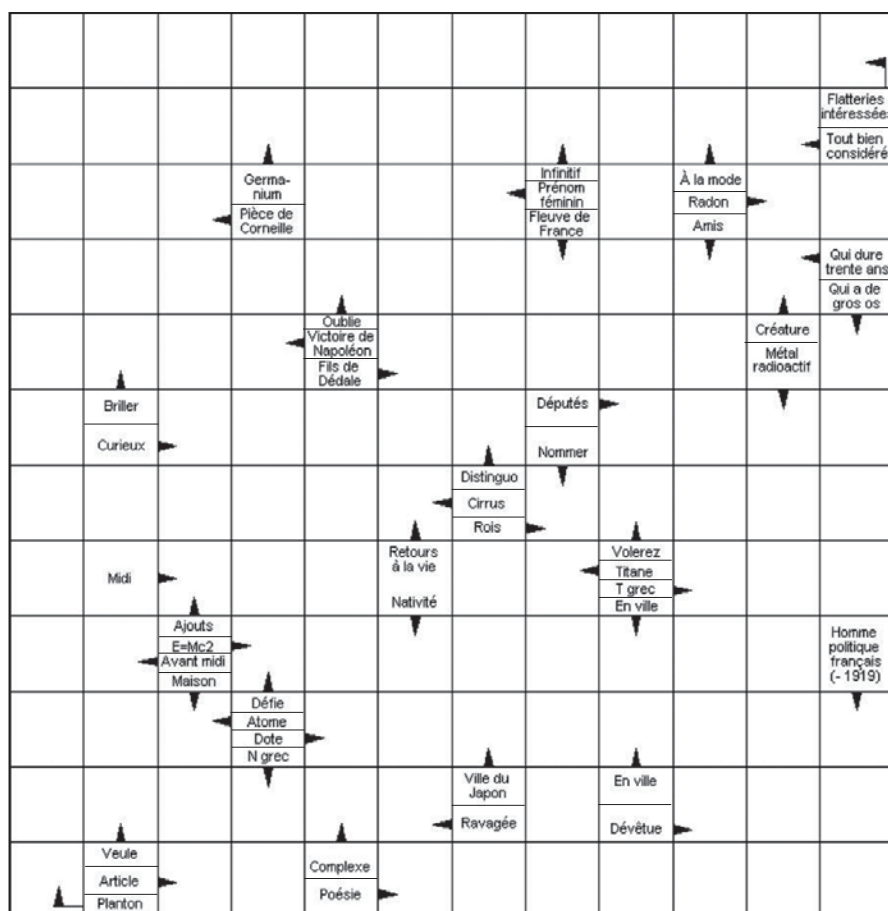 Flatteries
intéressées
Tout bien
considéré
Germa-
nium
Pièce de
Corneille
Infinitif
Prénom
féminin
Fleuve de
France
À la mode
Radon
Amis
Qui dure
trente ans
Qui a de
gros os
Oublie
Victoire de
Napoléon
Fils de
Dédale
Créature
Métal
radioactif
Briller
Curieux
Députés
Nommer
Distinguo
Cirrus
Rois
Midi
Retours
à la vie
Nativité
Volerez
Titane
T grec
En ville
Ajouts
E=Mc2
Avant midi
Maison
Homme
politique
français
(- 1919)
Défie
Atome
Dote
N grec
Ville du
Japon
Ravagée
En ville
Dévêtue
Veule
Article
Planton
Complexe
Poésie